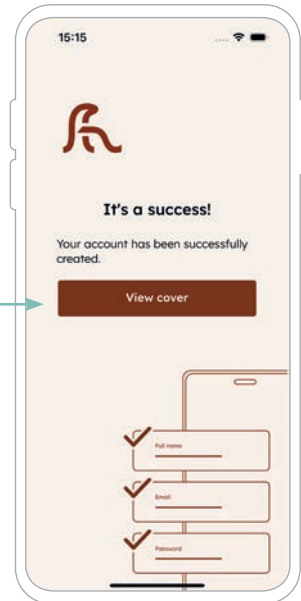 15:15
It's a success!
Your account has been successfully
created.
View cover
Full name
Email
Password